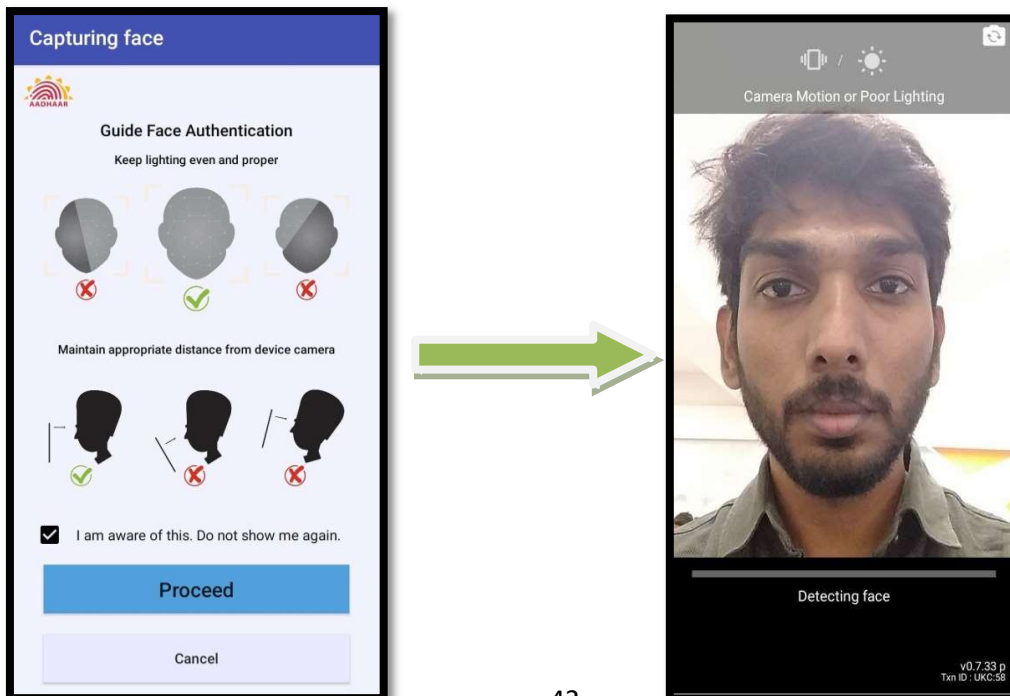 Capturing face
AADHAAR
Guide Face Authentication
Keep lighting even and proper
Maintain appropriate distance from device camera
I am aware of this. Do not show me again.
Proceed
Cancel
/
Camera Motion or Poor Lighting
Detecting face
v0.7.33 p
Txn ID : UKC:58